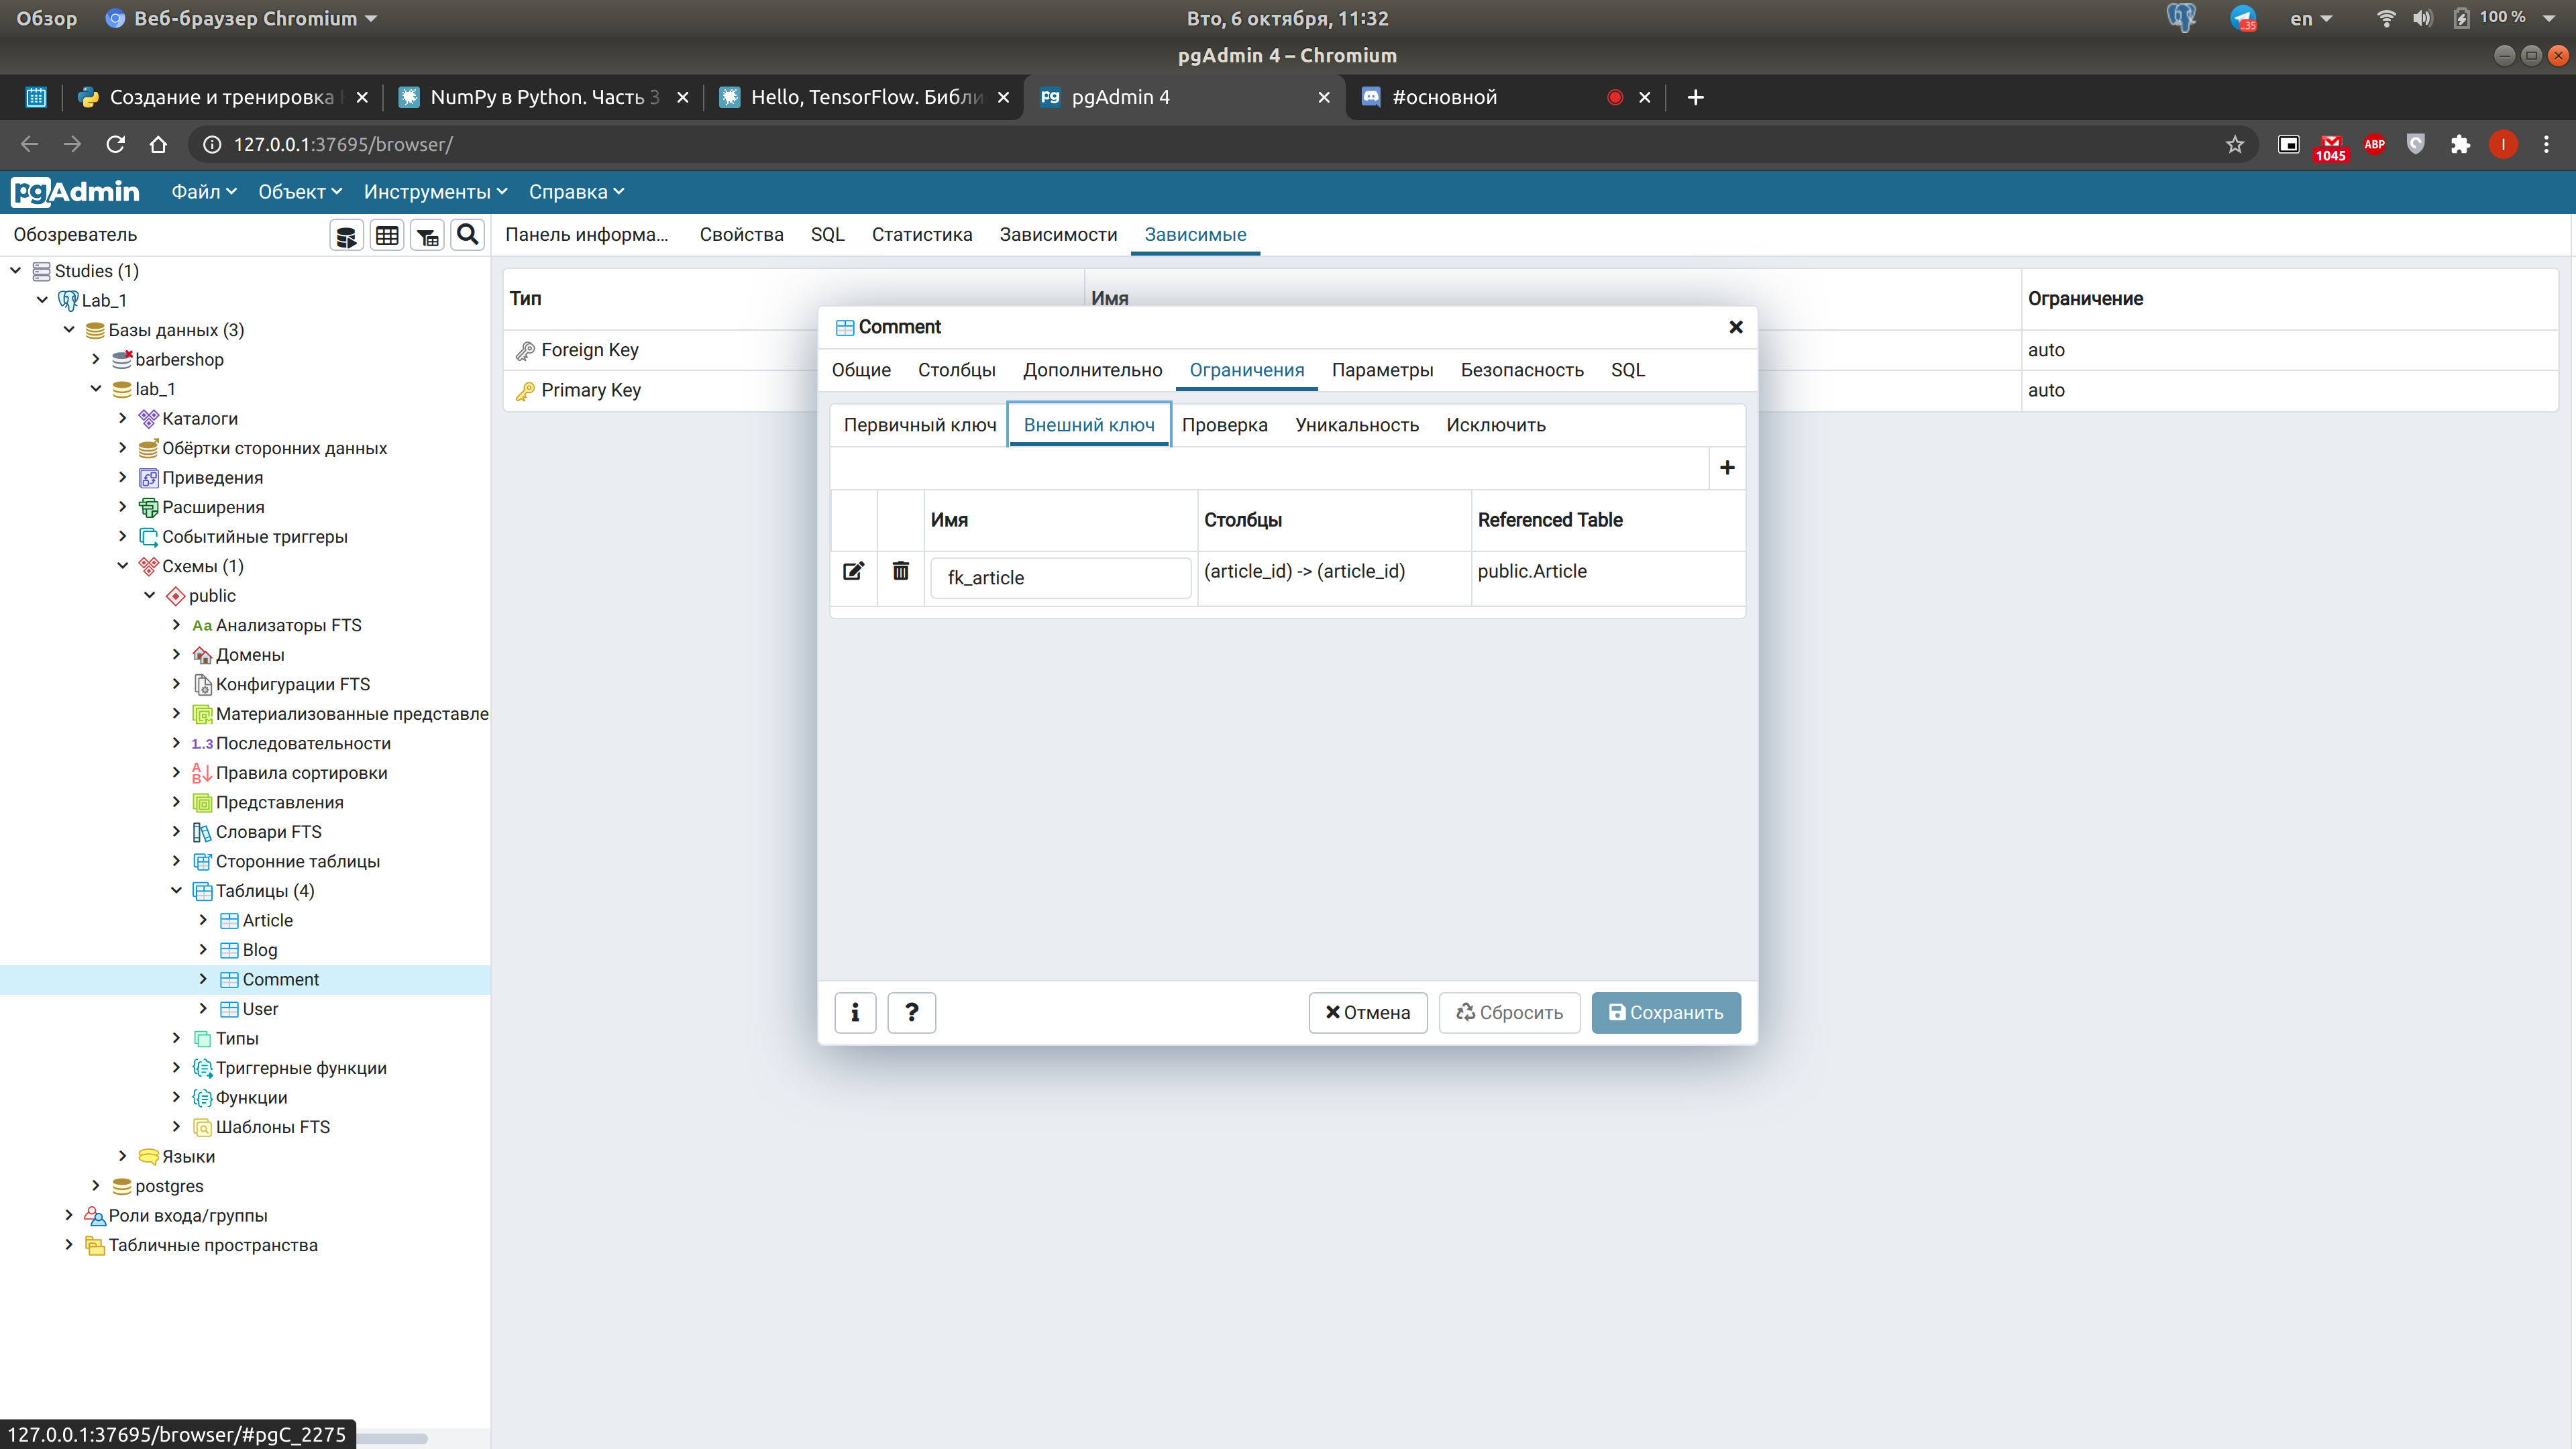 Обзор Веб-браузер Chromium Вто, 6 октября, 11:32 35 en 100 %
pgAdmin 4 – Chromium
Создание и тренировка NumPy в Python. Часть 3 Hello, TensorFlow. Библи pg pgAdmin 4 #основной
127.0.0.1:37695/browser/ 1045 ABP I
pgAdmin Файл Объект Инструменты Справка
Обозреватель Панель информа... Свойства SQL Статистика Зависимости Зависимые
Studies (1)
Lab_1
Базы данных (3)
barbershop
lab_1
Каталоги
Обёртки сторонних данных
Приведения
Расширения
Событийные триггеры
Схемы (1)
public
Aa Анализаторы FTS
Домены
Конфигурации FTS
Материализованные представле
1..3 Последовательности
Правила сортировки
Представления
Словари FTS
Сторонние таблицы
Таблицы (4)
Article
Blog
Comment
User
Типы
Триггерные функции
Функции
Шаблоны FTS
Языки
postgres
Роли входа/группы
Табличные пространства
127.0.0.1:37695/browser/#pgC_2275
Тип Имя Ограничение
Foreign Key auto
Primary Key auto
Comment
Общие Столбцы Дополнительно Ограничения Параметры Безопасность SQL
Первичный ключ Внешний ключ Проверка Уникальность Исключить
Имя Столбцы Referenced Table
fk_article (article_id) -> (article_id) public.Article
i ? Отмена Сбросить Сохранить